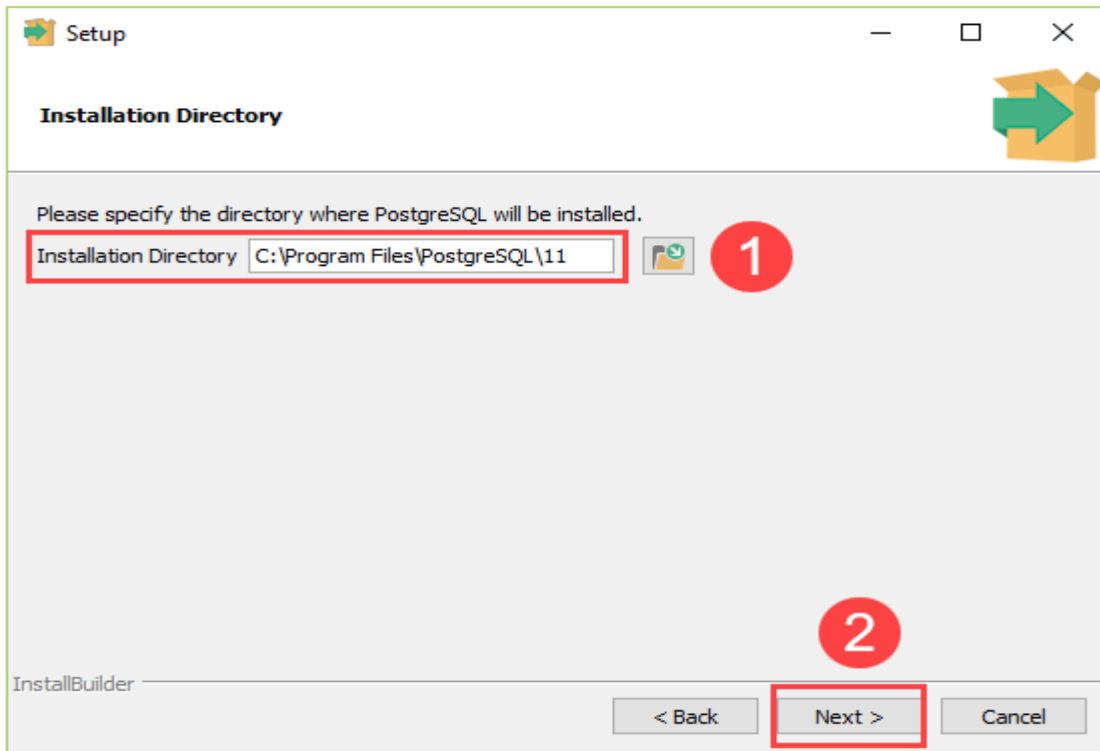 Setup
Installation Directory
Please specify the directory where PostgreSQL will be installed.
Installation Directory C:\Program Files\PostgreSQL\11 1
2
InstallBuilder
< Back Next > Cancel